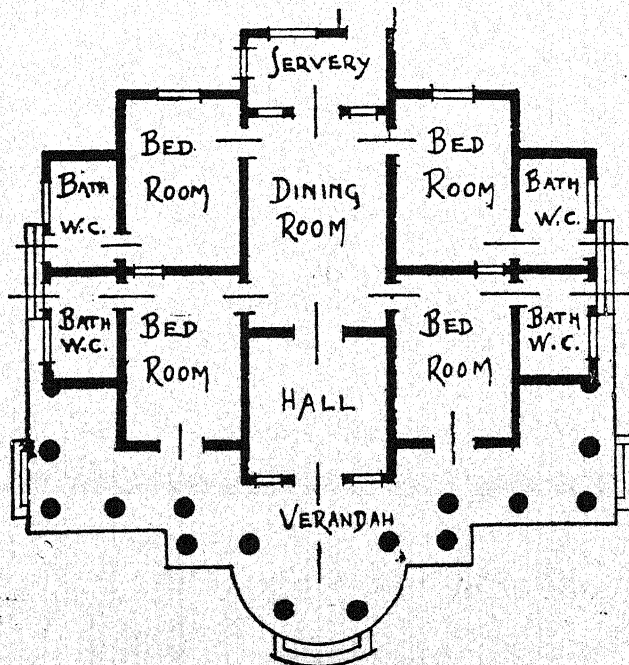 SERVERY
BED
ROOM
BED
ROOM
BATH
W.C.
DINING
ROOM
BATH
W.C.
BATH
W.C.
BED
ROOM
BED
ROOM
BATH
W.C.
HALL
VERANDAH